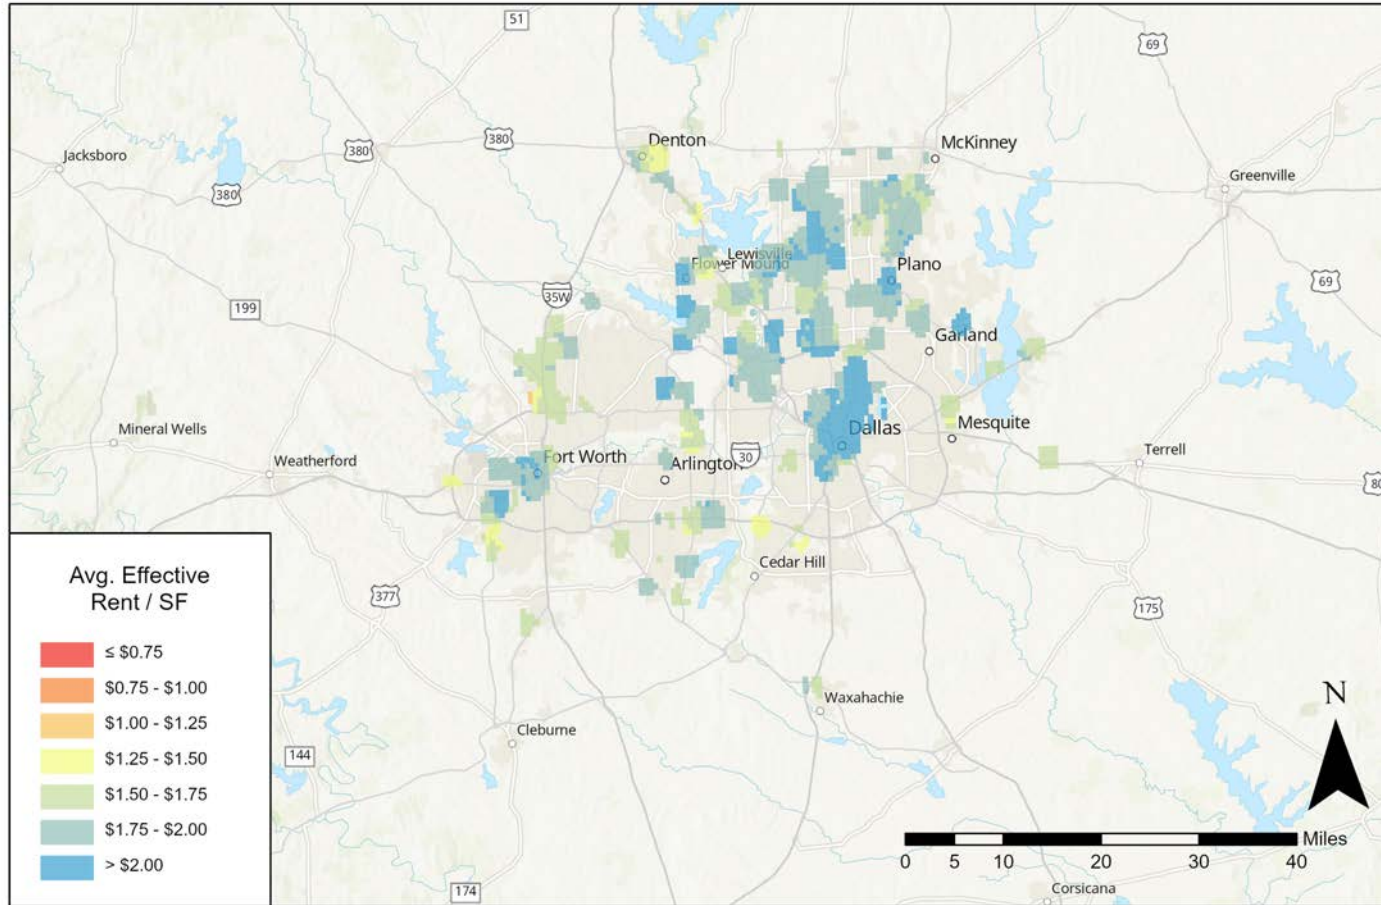 51
69
Denton
McKinney
380
380
Jacksboro
Greenville
380
Lewisville
Flower Mound
Plano
69
35W
199
Garland
Mineral Wells
Dallas
Mesquite
Terrell
Weatherford
Fort Worth
Arlington
30
80
Cedar Hill
377
175
Avg. Effective
Rent / SF
≤ $0.75
$0.75 - $1.00
$1.00 - $1.25
$1.25 - $1.50
$1.50 - $1.75
$1.75 - $2.00
> $2.00
Waxahachie
Cleburne
144
N
Miles
0 5 10 20 30 40
174
Corsicana